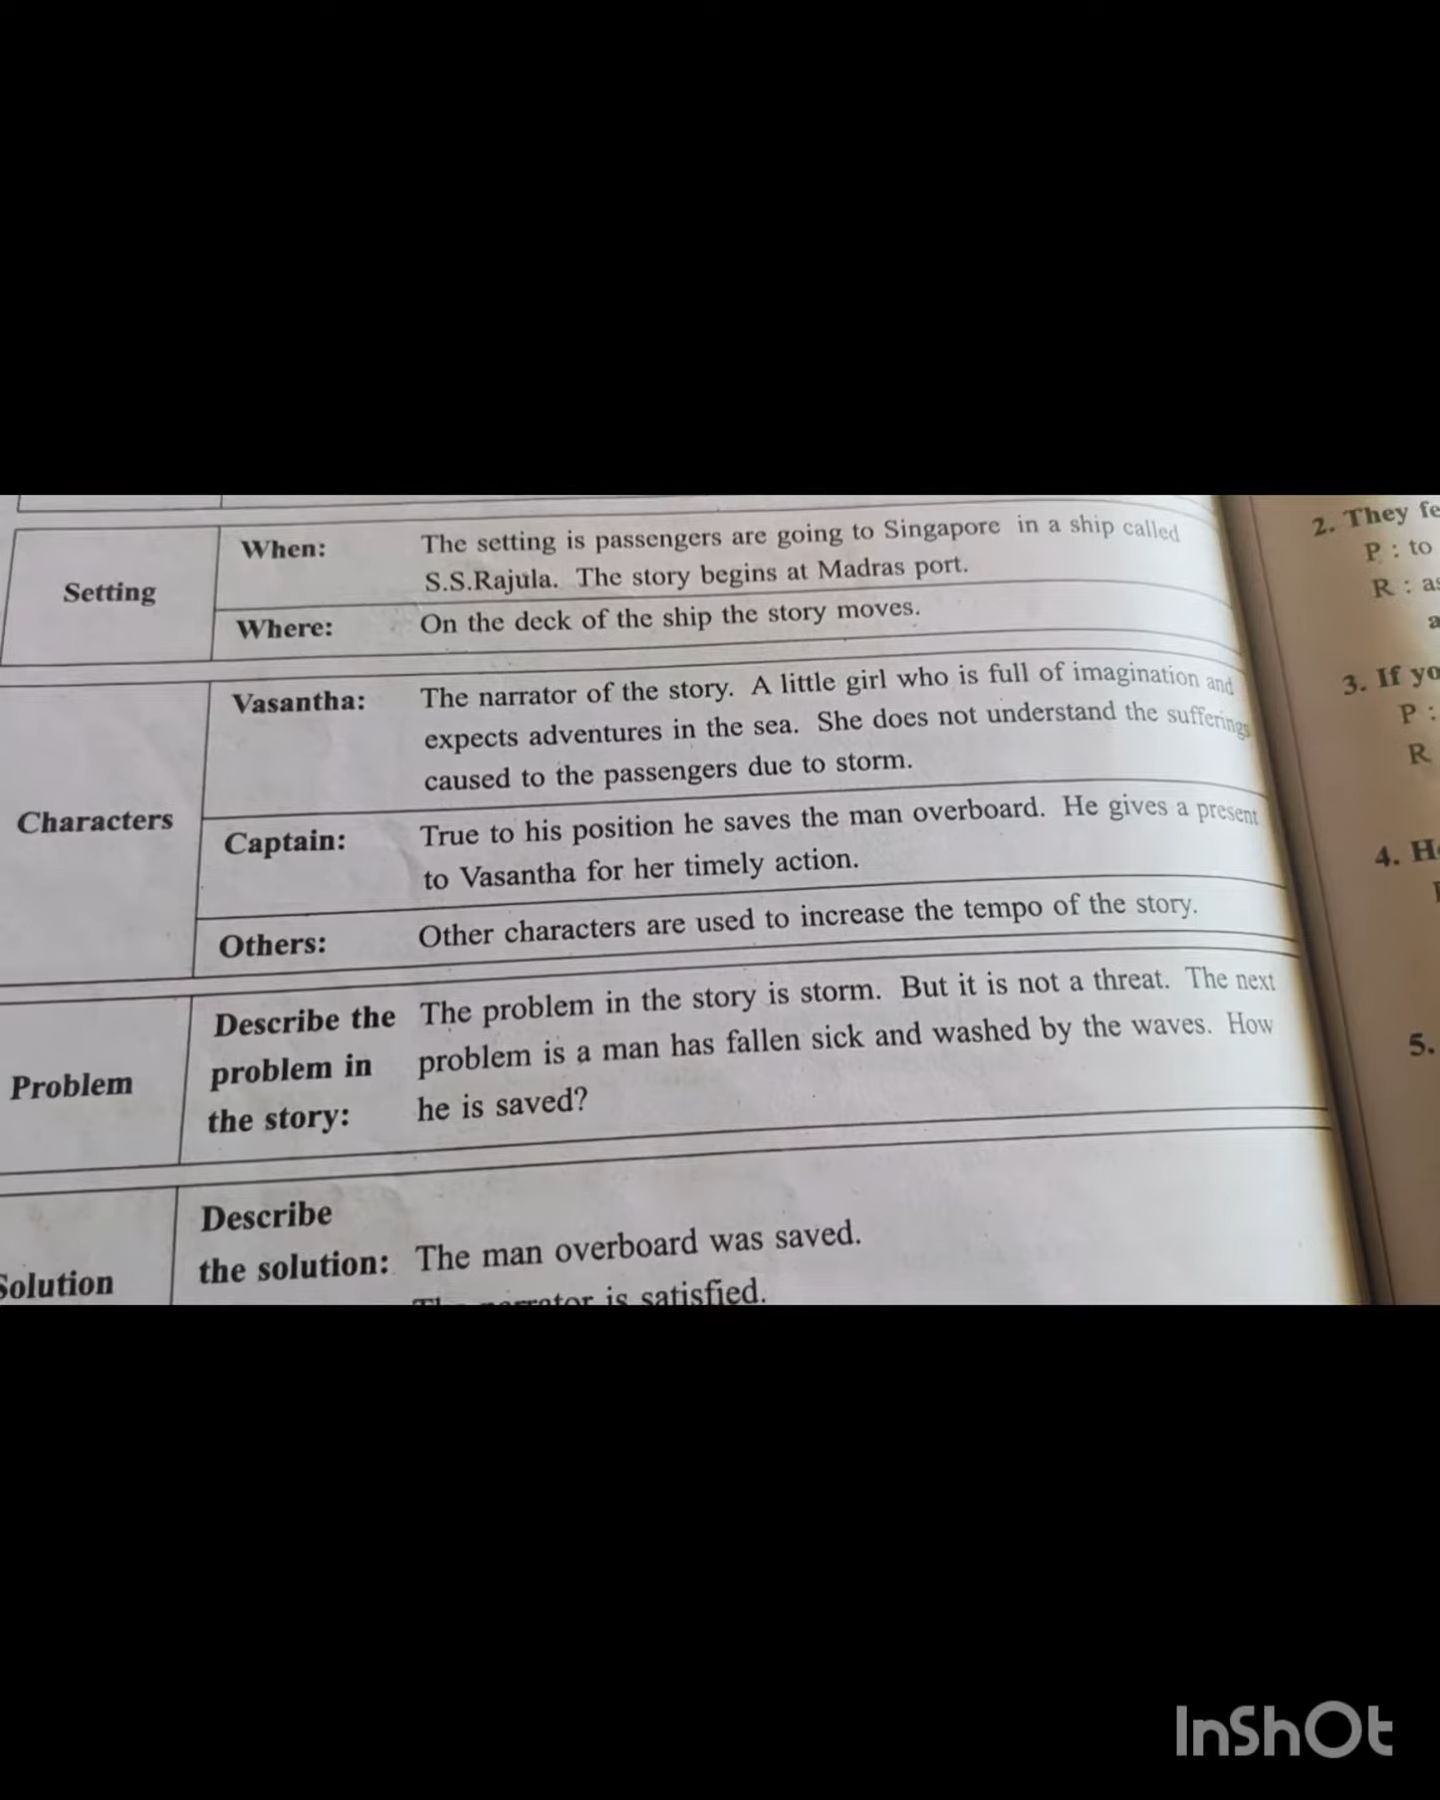 When: The setting is passengers are going to Singapore in a ship called
Setting
S.S.Rajula. The story begins at Madras port.
Where: On the deck of the ship the story moves.
Vasantha: The narrator of the story. A little girl who is full of imagination and
expects adventures in the sea. She does not understand the sufferings
caused to the passengers due to storm.
Characters
Captain: True to his position he saves the man overboard. He gives a present
to Vasantha for her timely action.
Others: Other characters are used to increase the tempo of the story.
Describe the The problem in the story is storm. But it is not a threat. The next
Problem
problem in problem is a man has fallen sick and washed by the waves. How
the story: he is saved?
Describe
Solution
the solution: The man overboard was saved.
narrator is satisfied.
2. They fe
P : to
R : as
a
3. If yo
P :
R
4. H
5.
InShOt